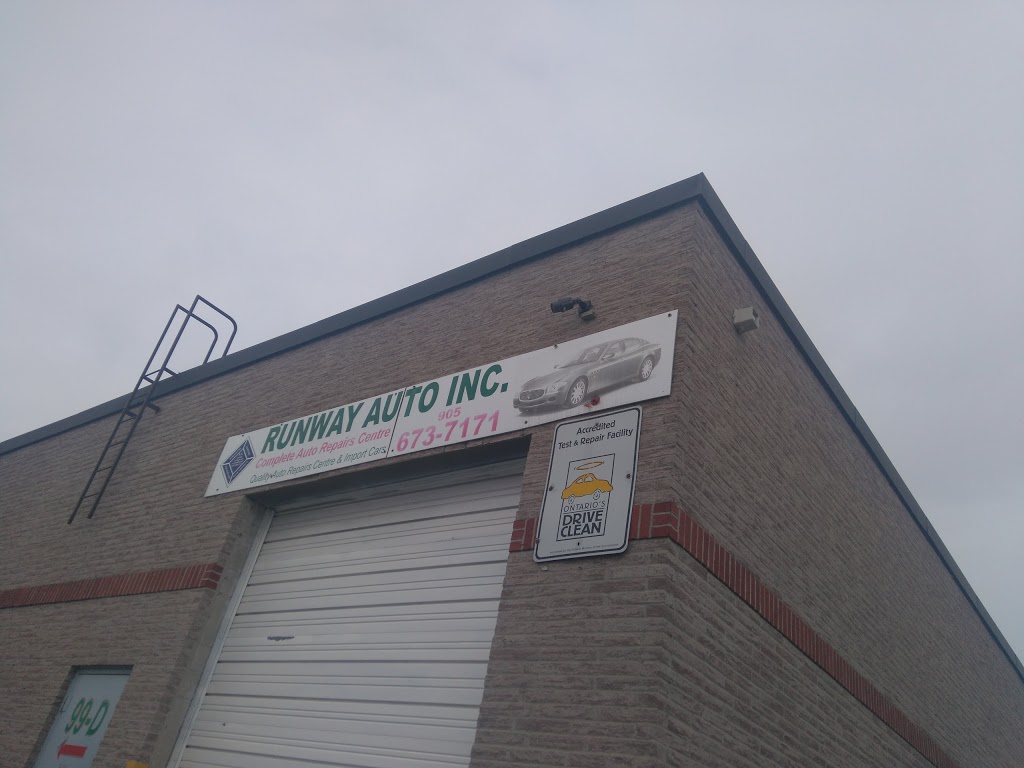 RUNWAY AUTO INC.
Complete Auto Repairs Centre
905
673-7171
Quality Auto Repairs Centre & Import Cars
Accredited
Test & Repair Facility
ONTARIO'S
DRIVE
CLEAN
99-D